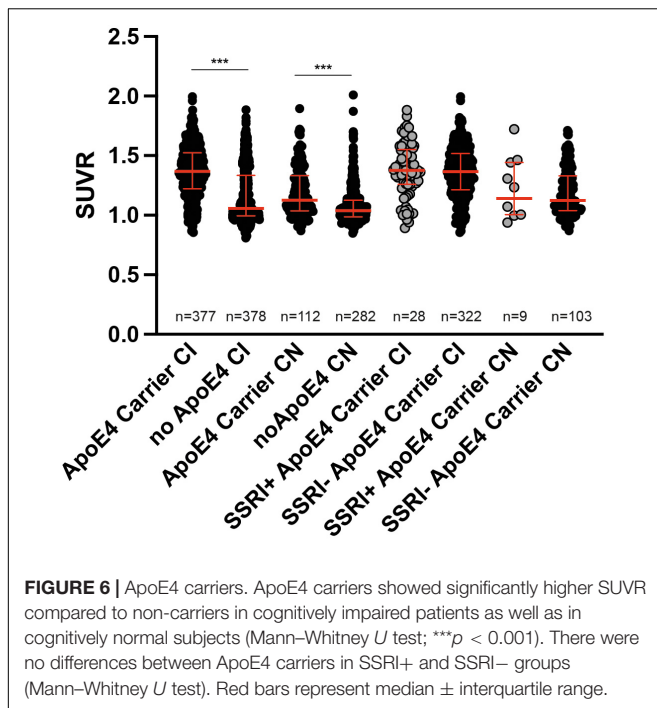 2.5
*** ***
2.0
1.5
1.0
0.5
0.0
SUVR
n=377 n=378 n=112 n=282 n=28 n=322 n=9 n=103
ApoE4 Carrier CI
no ApoE4 CI
ApoE4 Carrier CN
noApoE4 CN
SSRI+ ApoE4 Carrier CI
SSRI- ApoE4 Carrier CI
SSRI+ ApoE4 Carrier CN
SSRI- ApoE4 Carrier CN
FIGURE 6 | ApoE4 carriers. ApoE4 carriers showed significantly higher SUVR
compared to non-carriers in cognitively impaired patients as well as in
cognitively normal subjects (Mann–Whitney U test; ***p < 0.001). There were
no differences between ApoE4 carriers in SSRI+ and SSRI− groups
(Mann–Whitney U test). Red bars represent median ± interquartile range.